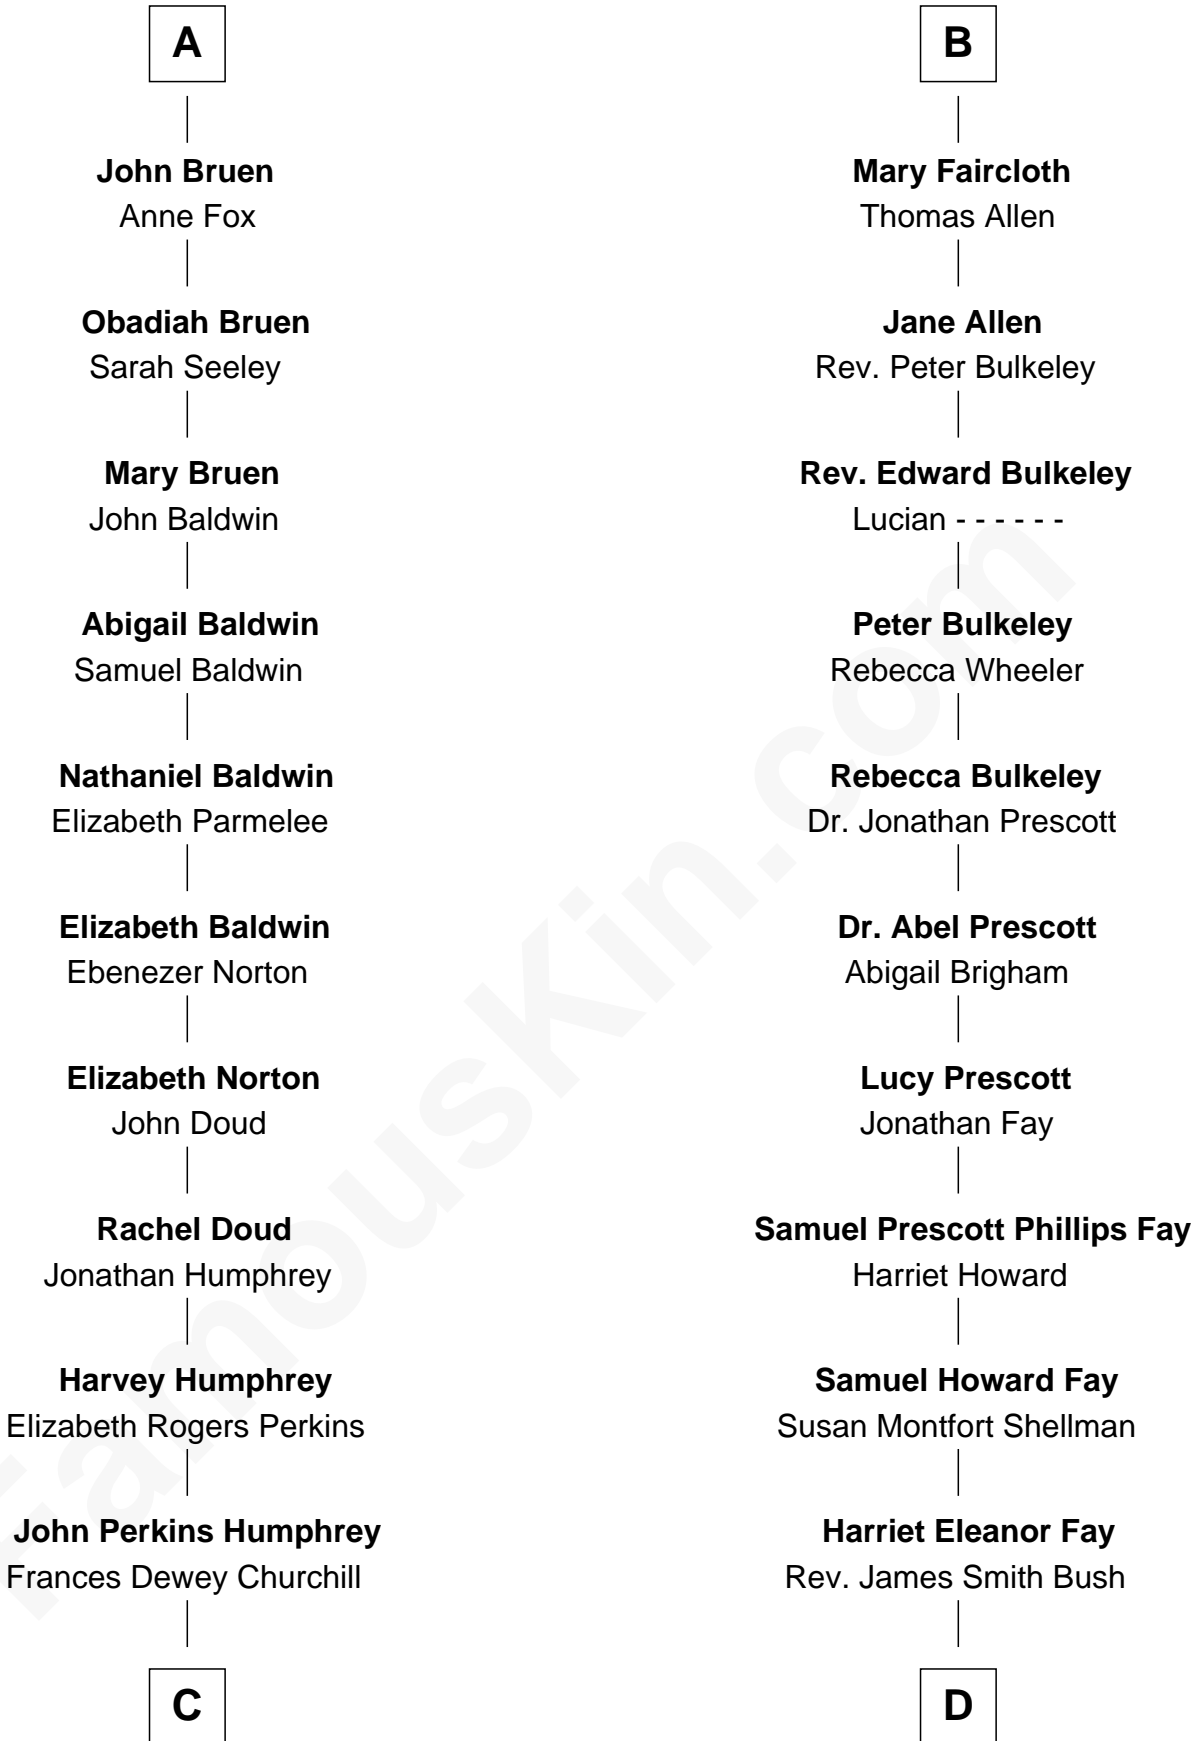 A
John Bruen
Anne Fox
Obadiah Bruen
Sarah Seeley
Mary Bruen
John Baldwin
Abigail Baldwin
Samuel Baldwin
Nathaniel Baldwin
Elizabeth Parmelee
Elizabeth Baldwin
Ebenezer Norton
Elizabeth Norton
John Doud
Rachel Doud
Jonathan Humphrey
Harvey Humphrey
Elizabeth Rogers Perkins
John Perkins Humphrey
Frances Dewey Churchill
C
B
Mary Faircloth
Thomas Allen
Jane Allen
Rev. Peter Bulkeley
Rev. Edward Bulkeley
Lucian - - - - - -
Peter Bulkeley
Rebecca Wheeler
Rebecca Bulkeley
Dr. Jonathan Prescott
Dr. Abel Prescott
Abigail Brigham
Lucy Prescott
Jonathan Fay
Samuel Prescott Phillips Fay
Harriet Howard
Samuel Howard Fay
Susan Montfort Shellman
Harriet Eleanor Fay
Rev. James Smith Bush
D
FamousKin.com